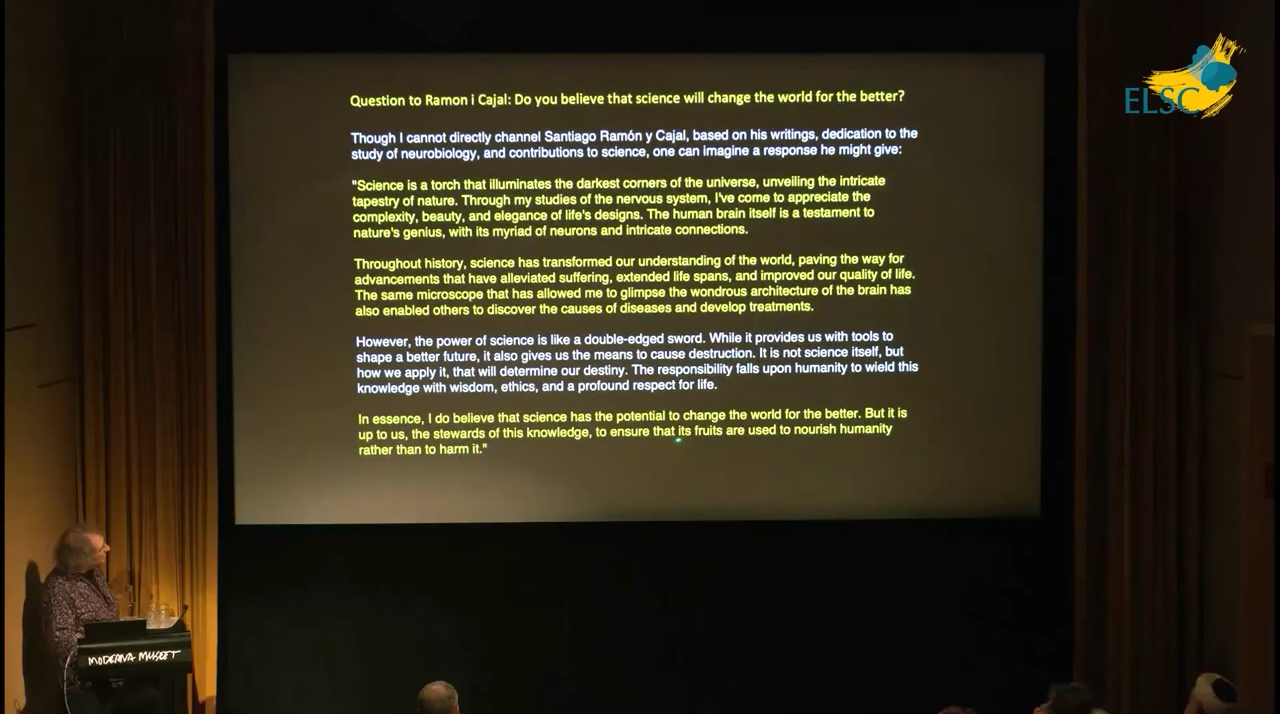 Question to Ramon i Cajal: Do you believe that science will change the world for the better?
Though I cannot directly channel Santiago Ramón y Cajal, based on his writings, dedication to the
study of neurobiology, and contributions to science, one can imagine a response he might give:
"Science is a torch that illuminates the darkest corners of the universe, unveiling the intricate
tapestry of nature. Through my studies of the nervous system, I've come to appreciate the
complexity, beauty, and elegance of life's designs. The human brain itself is a testament to
nature's genius, with its myriad of neurons and intricate connections.
Throughout history, science has transformed our understanding of the world, paving the way for
advancements that have alleviated suffering, extended life spans, and improved our quality of life.
The same microscope that has allowed me to glimpse the wondrous architecture of the brain has
also enabled others to discover the causes of diseases and develop treatments.
However, the power of science is like a double-edged sword. While it provides us with tools to
shape a better future, it also gives us the means to cause destruction. It is not science itself, but
how we apply it, that will determine our destiny. The responsibility falls upon humanity to wield this
knowledge with wisdom, ethics, and a profound respect for life.
In essence, I do believe that science has the potential to change the world for the better. But it is
up to us, the stewards of this knowledge, to ensure that its fruits are used to nourish humanity
rather than to harm it."
ELSC
MODERNA MUSEET